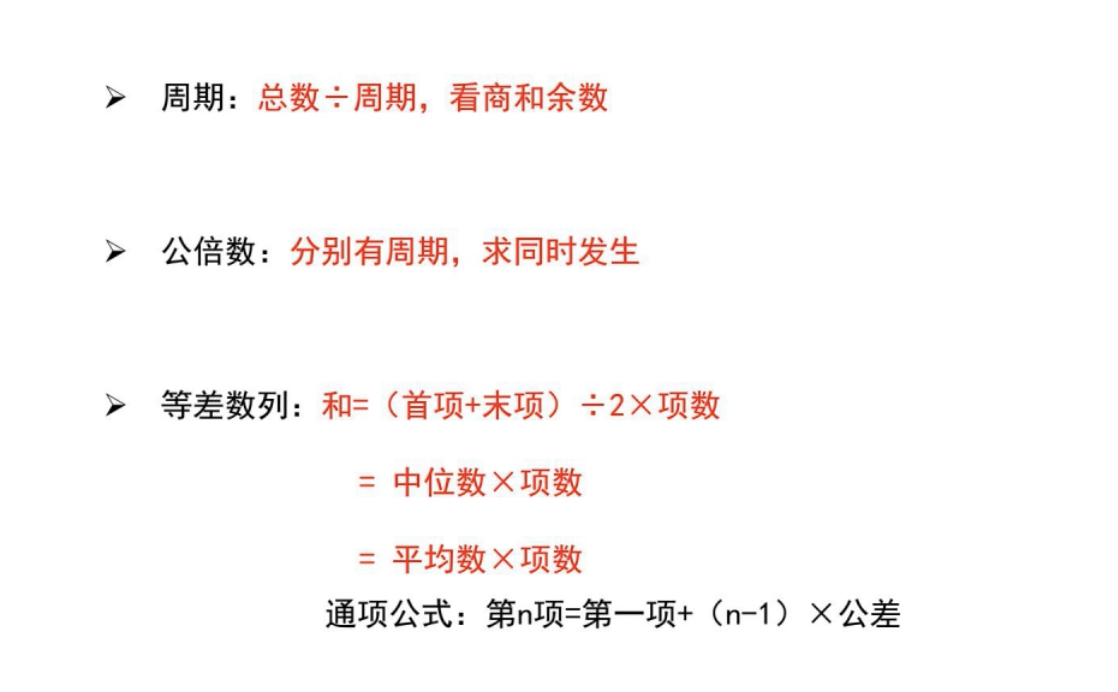 ➢ 周期：总数÷周期，看商和余数
➢ 公倍数：分别有周期，求同时发生
➢ 等差数列：和=（首项+末项）÷2×项数
= 中位数×项数
= 平均数×项数
通项公式：第n项=第一项+（n-1）×公差